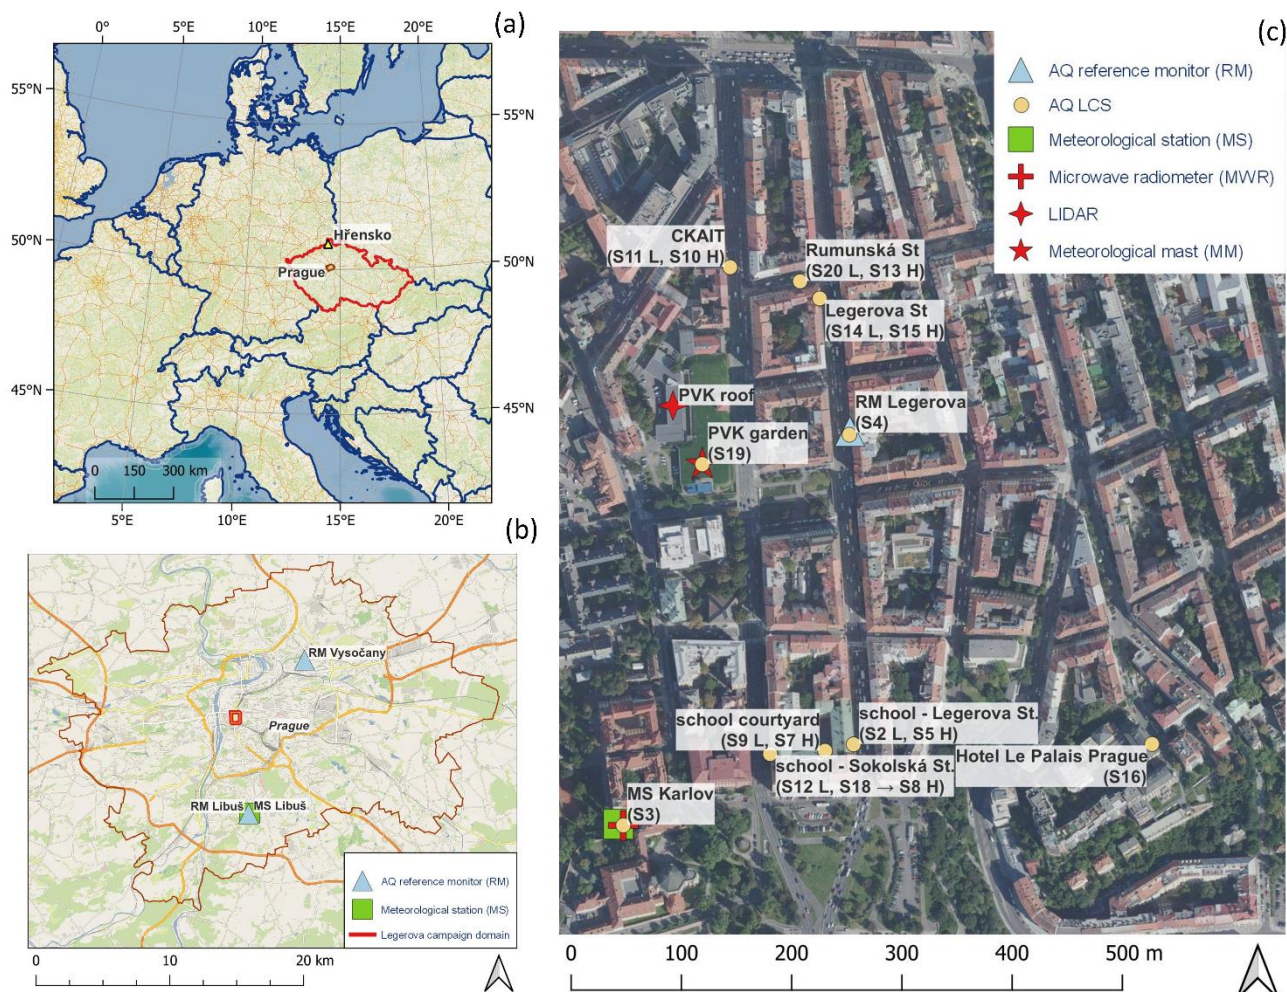 (a)
0° 5°E 10°E 15°E 20°E
55°N
55°N
50°N
50°N
45°N
45°N
Hřensko
Prague
0 150 300 km
5°E 10°E 15°E 20°E
(b)
RM Vysočany
Prague
RM Libuš
MS Libuš
AQ reference monitor (RM)
Meteorological station (MS)
Legerova campaign domain
0 10 20 km
(c)
AQ reference monitor (RM)
AQ LCS
Meteorological station (MS)
Microwave radiometer (MWR)
LIDAR
Meteorological mast (MM)
CKAIT
(S11 L, S10 H)
Rumunská St
(S20 L, S13 H)
Legerova St
(S14 L, S15 H)
PVK roof
RM Legerova
(S4)
PVK garden
(S19)
school courtyard
(S9 L, S7 H)
school - Legerova St.
(S2 L, S5 H)
school - Sokolská St.
(S12 L, S18 → S8 H)
Hotel Le Palais Prague
(S16)
MS Karlov
(S3)
0 100 200 300 400 500 m